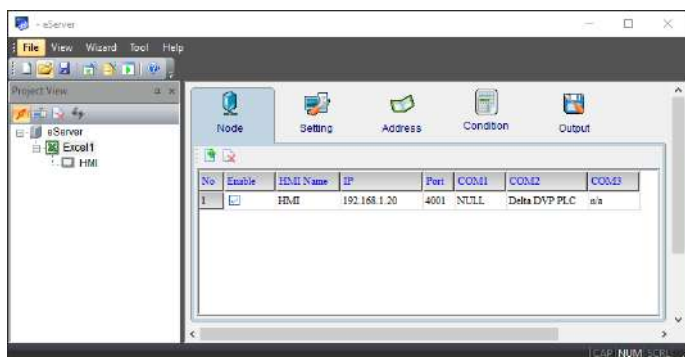 - eServer
File View Wizard Tool Help
Project View
eServer
Excel1
HMI
Node Setting Address Condition Output
No Enable HMI Name IP Port COM1 COM2 COM3
1 HMI 192.168.1.20 4001 NULL Delta DVP PLC n/a
CAP NUM SCRL